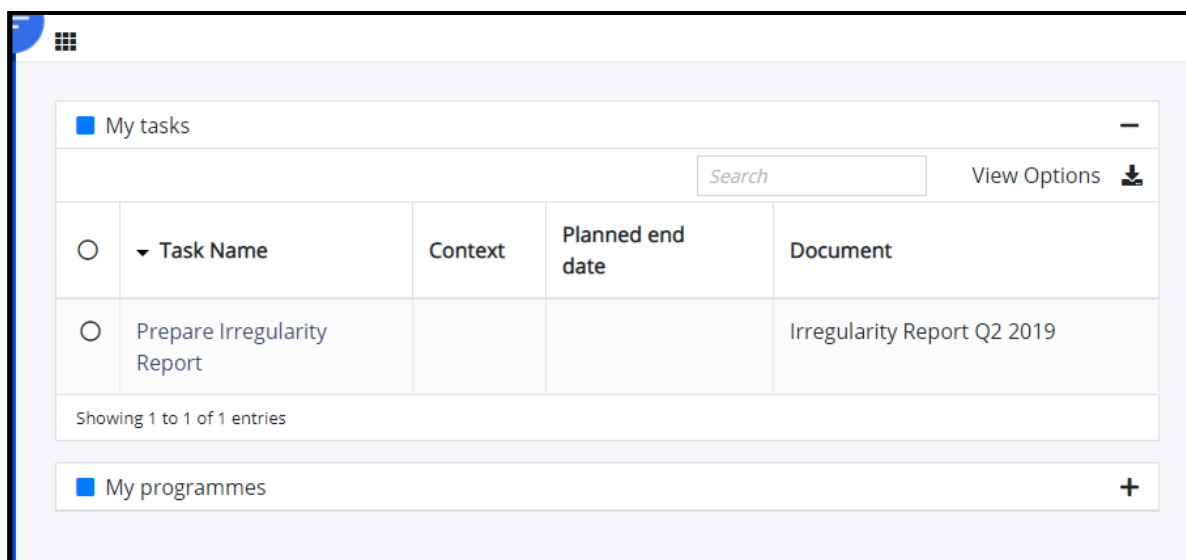 My tasks
Search
View Options
Task Name
Context
Planned end
date
Document
Prepare Irregularity
Report
Irregularity Report Q2 2019
Showing 1 to 1 of 1 entries
My programmes